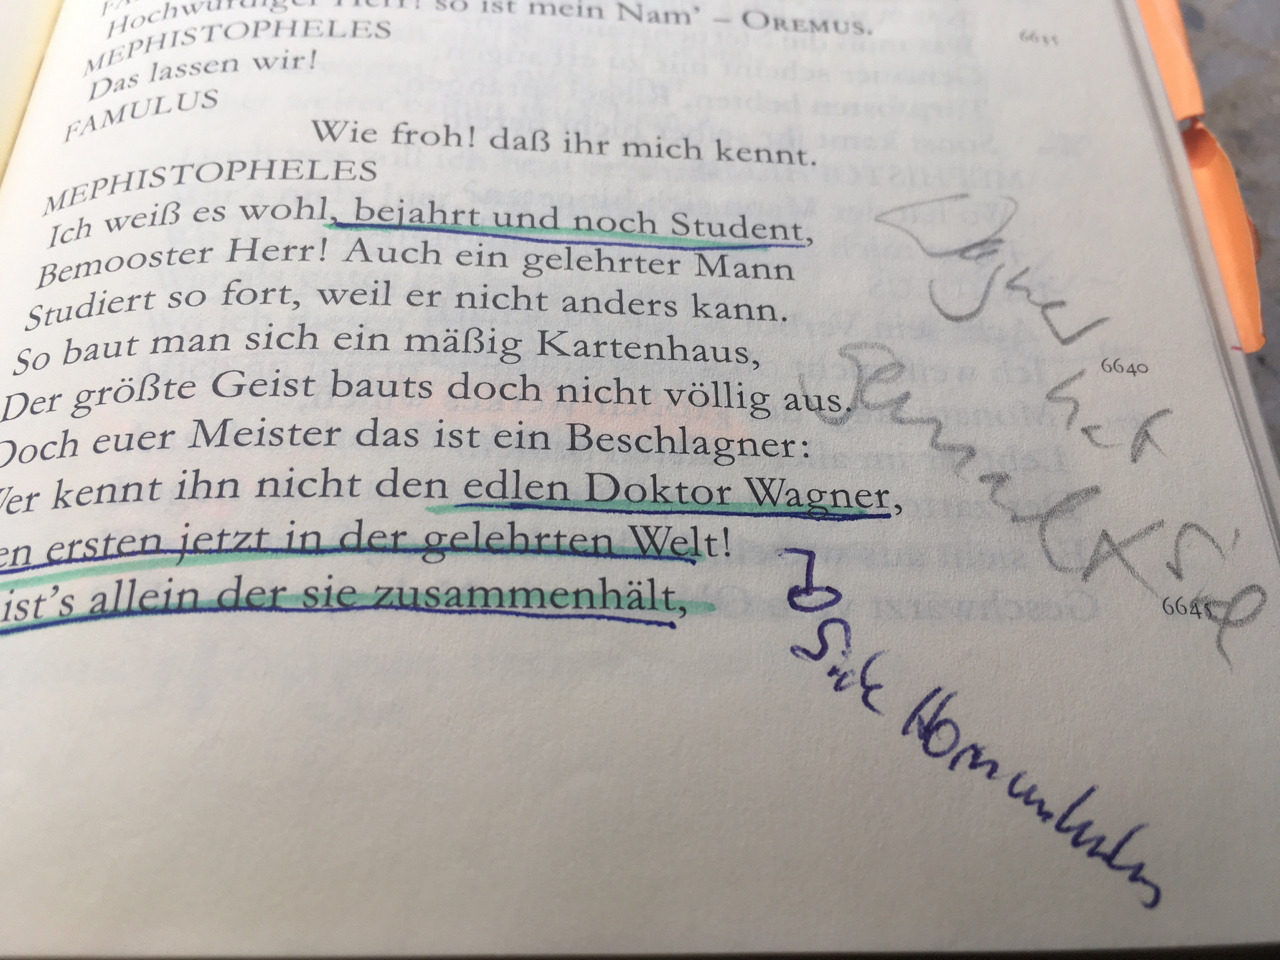 Hochwürdiger Herr! so ist mein Nam' – OREMUS.
6635
MEPHISTOPHELES
Das lassen wir!
FAMULUS
Wie froh! daß ihr mich kennt.
MEPHISTOPHELES
Ich weiß es wohl, bejahrt und noch Student,
Bemooster Herr! Auch ein gelehrter Mann
Studiert so fort, weil er nicht anders kann.
So baut man sich ein mäßig Kartenhaus,
6640
Der größte Geist bauts doch nicht völlig aus.
Doch euer Meister das ist ein Beschlagner:
Wer kennt ihn nicht den edlen Doktor Wagner,
en ersten jetzt in der gelehrten Welt!
ist's allein der sie zusammenhält,
6645
Homunkulus